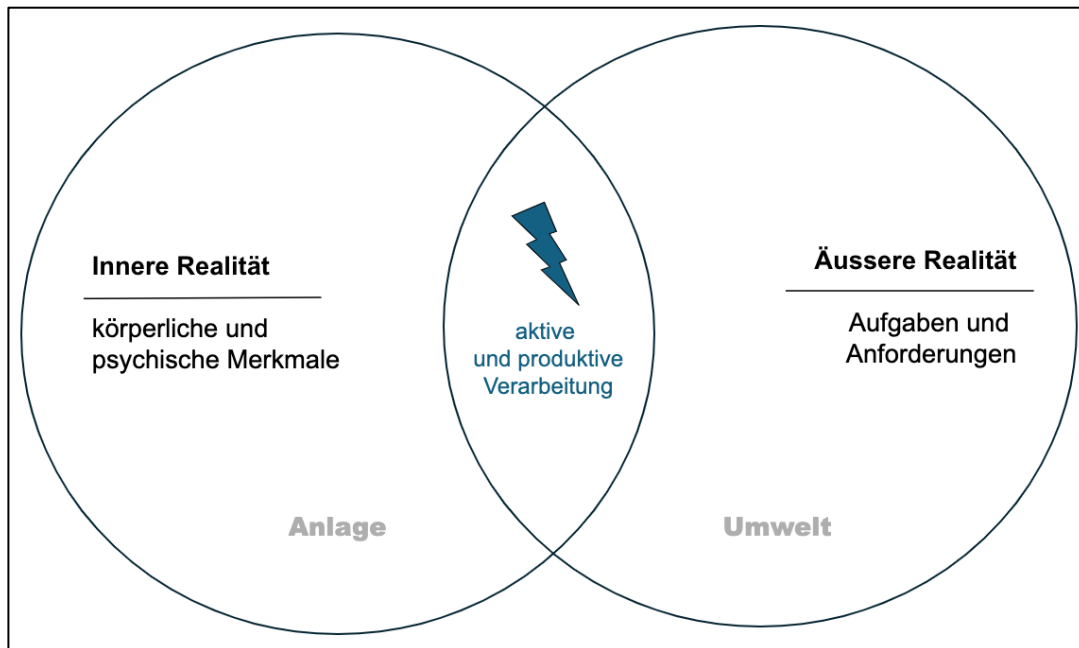 Innere Realität
körperliche und
psychische Merkmale
aktive
und produktive
Verarbeitung
Äussere Realität
Aufgaben und
Anforderungen
Anlage
Umwelt